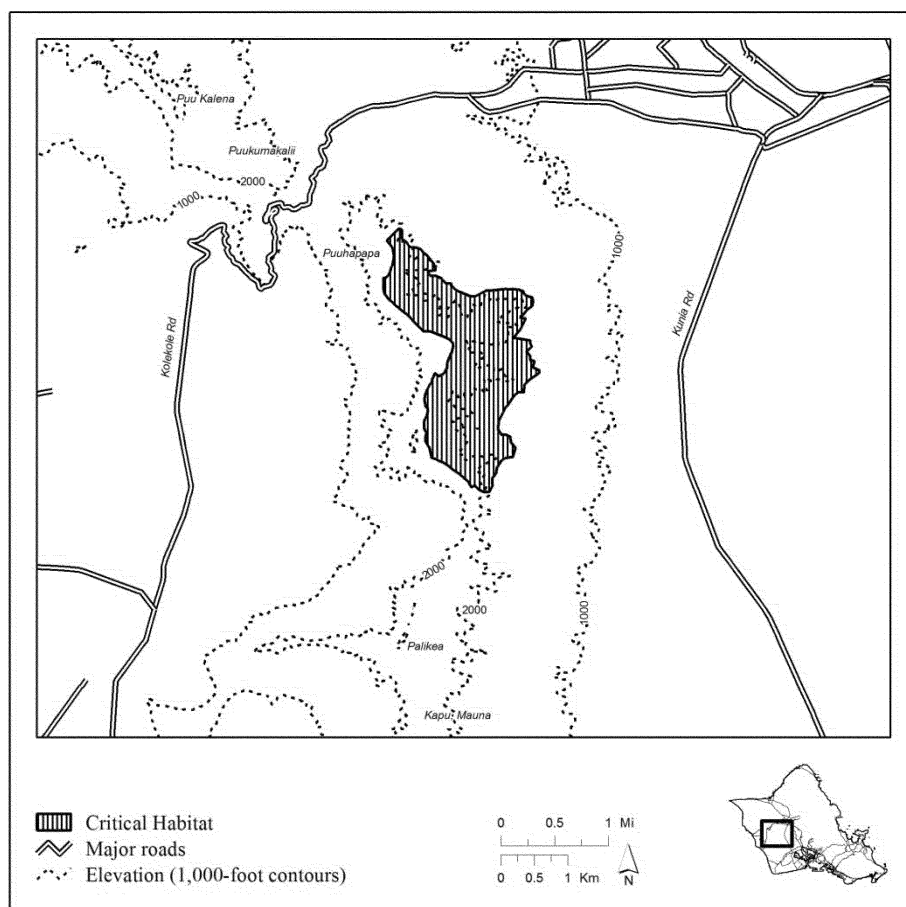 Puu Kalena
Puukumakalii
2000
1000
Puuhapapa
1000
Kolekole Rd
Kunia Rd
2000
2000
1000
Palikea
Kapu Mauna
Critical Habitat
Major roads
Elevation (1,000-foot contours)
0 0.5 1 Mi
0 0.5 1 Km
N